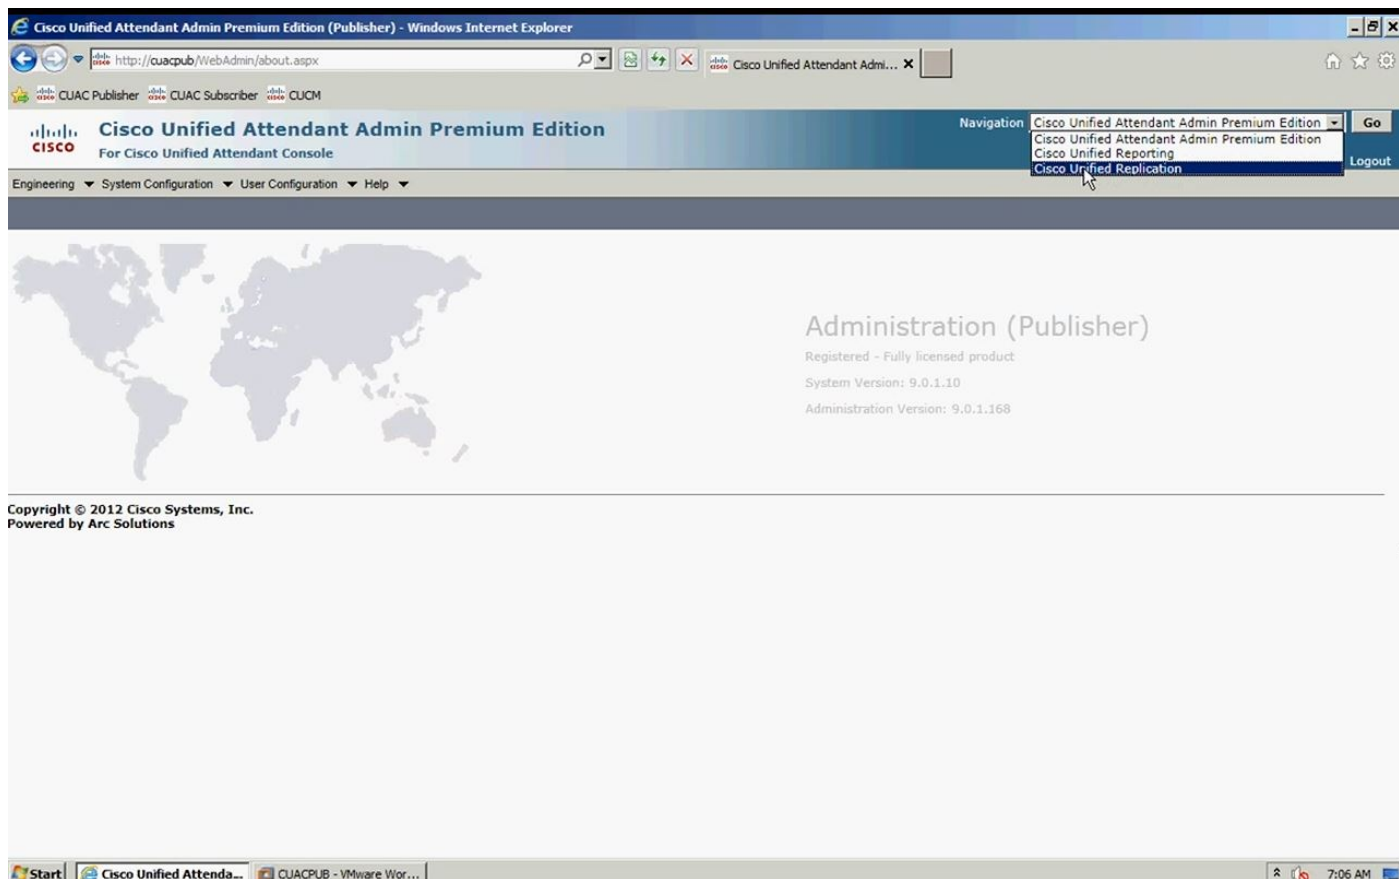 Cisco Unified Attendant Admin Premium Edition (Publisher) - Windows Internet Explorer
http://cuacpub/WebAdmin/about.aspx
Cisco Unified Attendant Admi...
CUAC Publisher CUAC Subscriber CUCM
CISCO
Cisco Unified Attendant Admin Premium Edition
For Cisco Unified Attendant Console
Navigation Cisco Unified Attendant Admin Premium Edition Go
Cisco Unified Attendant Admin Premium Edition
Cisco Unified Reporting
Cisco Unified Replication
Logout
Engineering System Configuration User Configuration Help
Administration (Publisher)
Registered - Fully licensed product
System Version: 9.0.1.10
Administration Version: 9.0.1.168
Copyright © 2012 Cisco Systems, Inc.
Powered by Arc Solutions
Start Cisco Unified Attenda... CUACPUB - VMware Wor... 7:06 AM